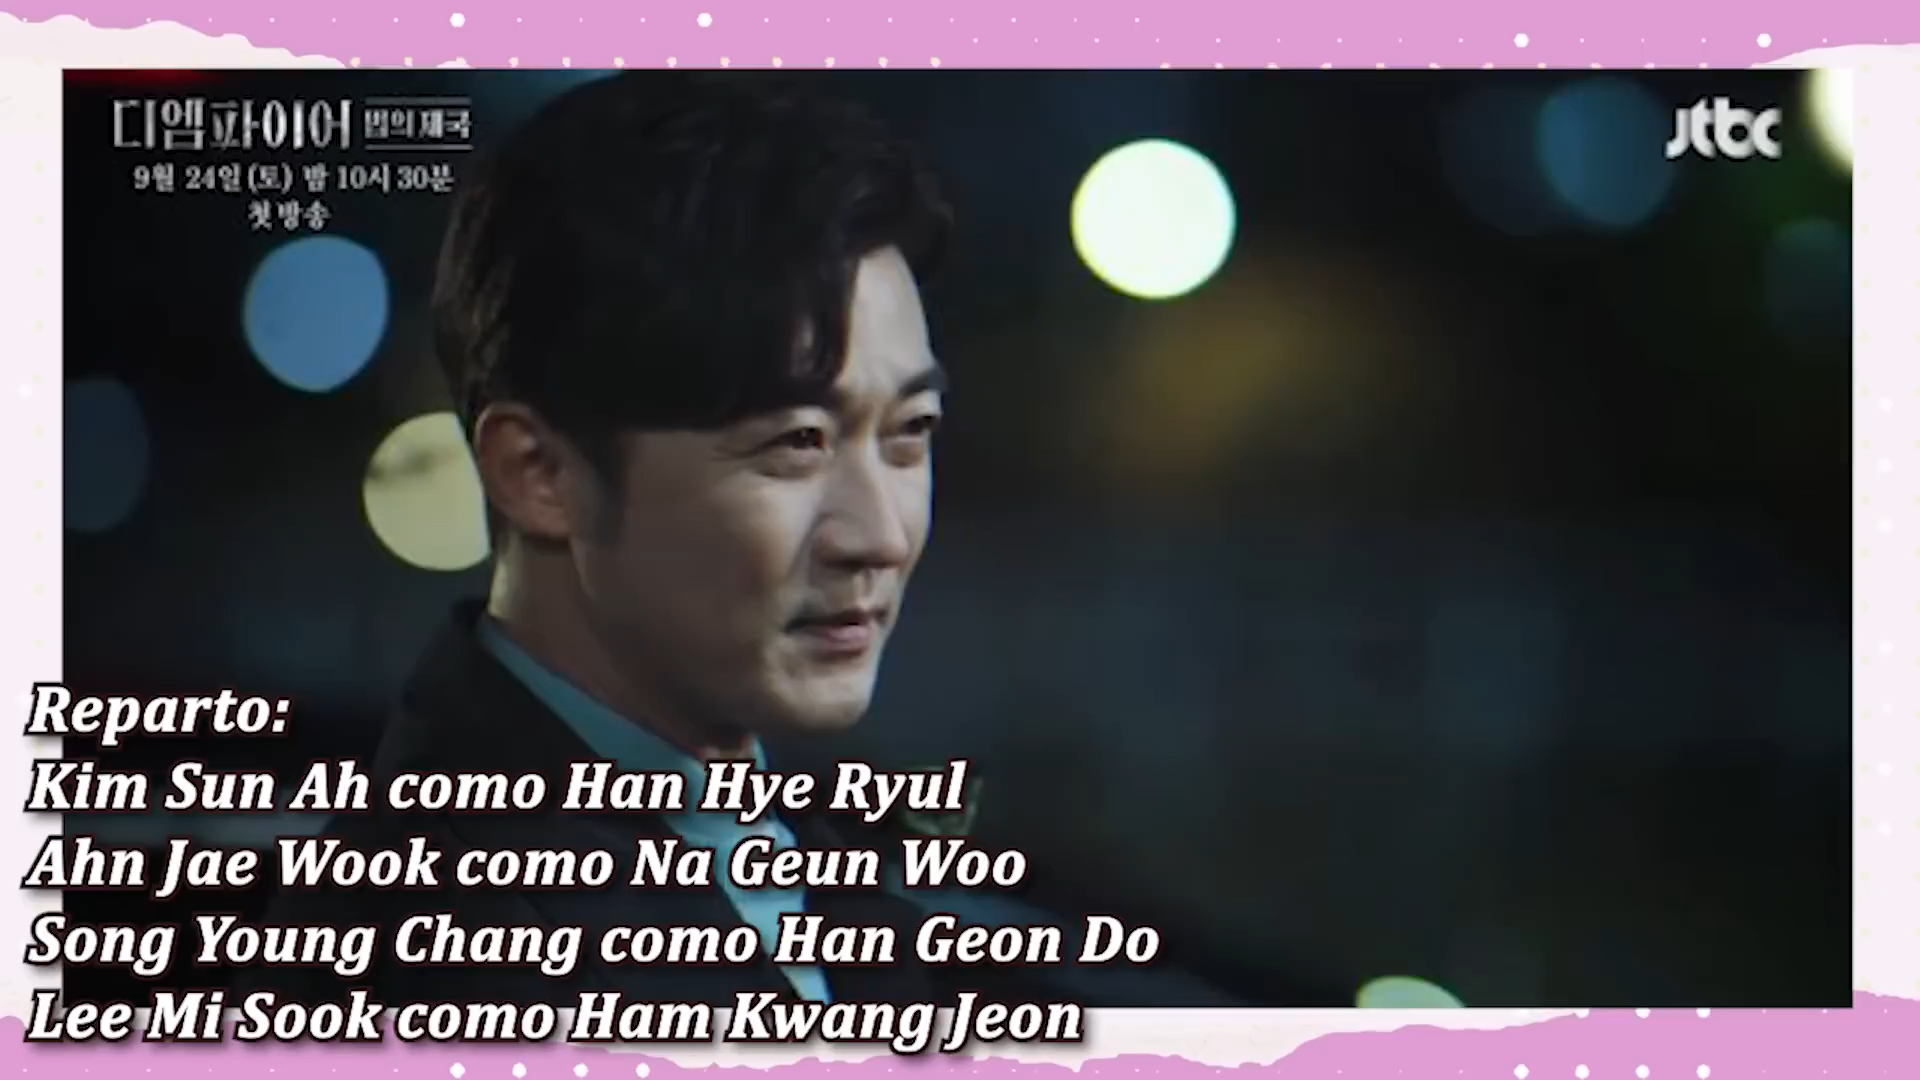 디 엠파이어 법의 제국
jtbc
9월 24일(토) 밤 10시 30분
첫 방송
Reparto:
Kim Sun Ah como Han Hye Ryul
Ahn Jae Wook como Na Geun Woo
Song Young Chang como Han Geon Do
Lee Mi Sook como Ham Kwang Jeon